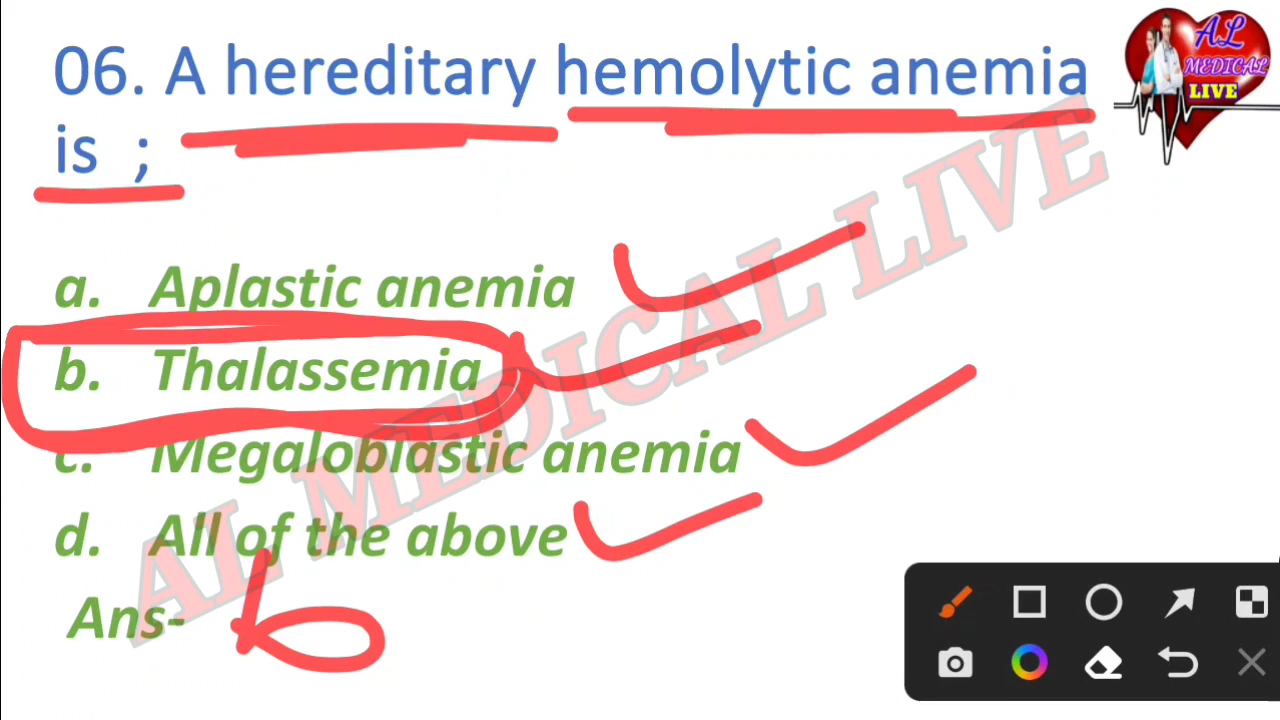 06. A hereditary hemolytic anemia
is ;
a. Aplastic anemia
b. Thalassemia
c. Megaloblastic anemia
d. All of the above
Ans- b
AL MEDICAL LIVE
AL
MEDICAL
LIVE